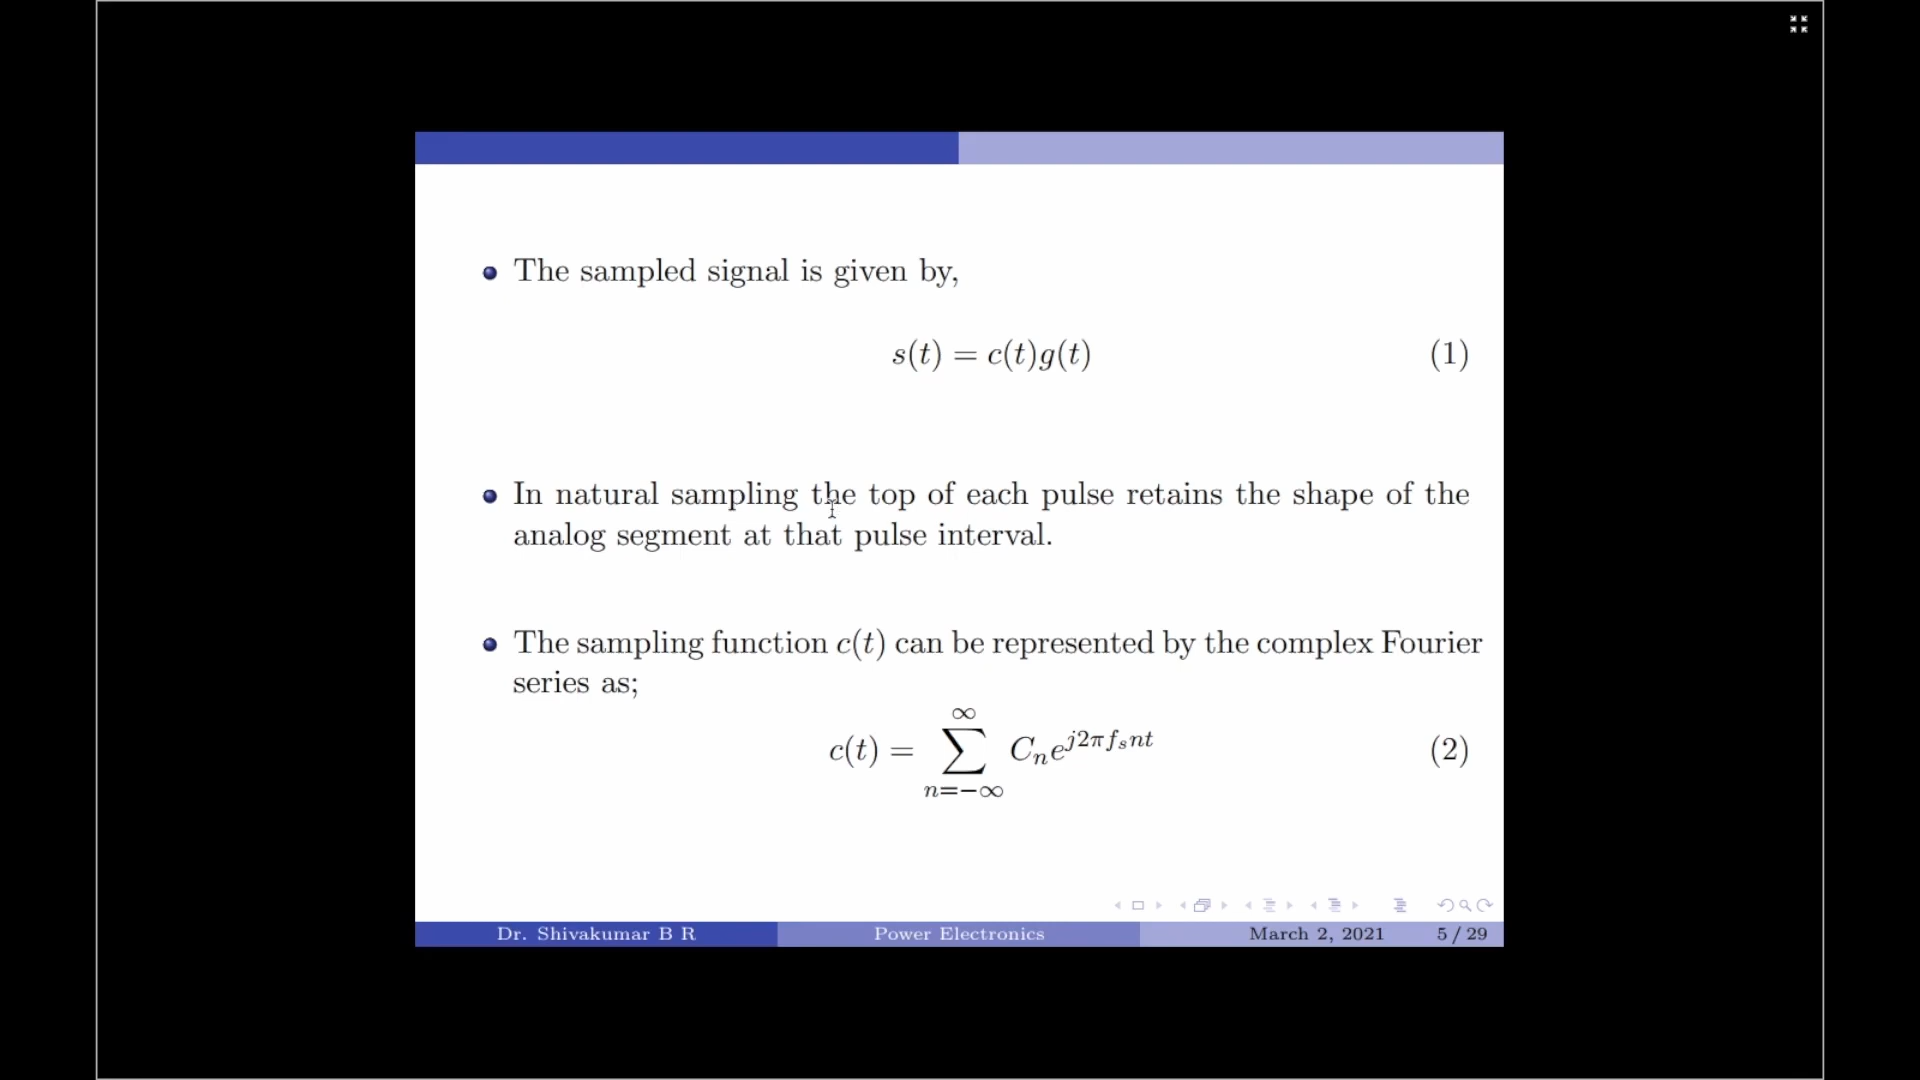 The sampled signal is given by,
s(t) = c(t)g(t) (1)
In natural sampling the top of each pulse retains the shape of the
analog segment at that pulse interval.
The sampling function c(t) can be represented by the complex Fourier
series as;
c(t) = ∑_{n=−∞}^{∞} C_n e^{j2πf_s nt} (2)
Dr. Shivakumar B R Power Electronics March 2, 2021 5 / 29